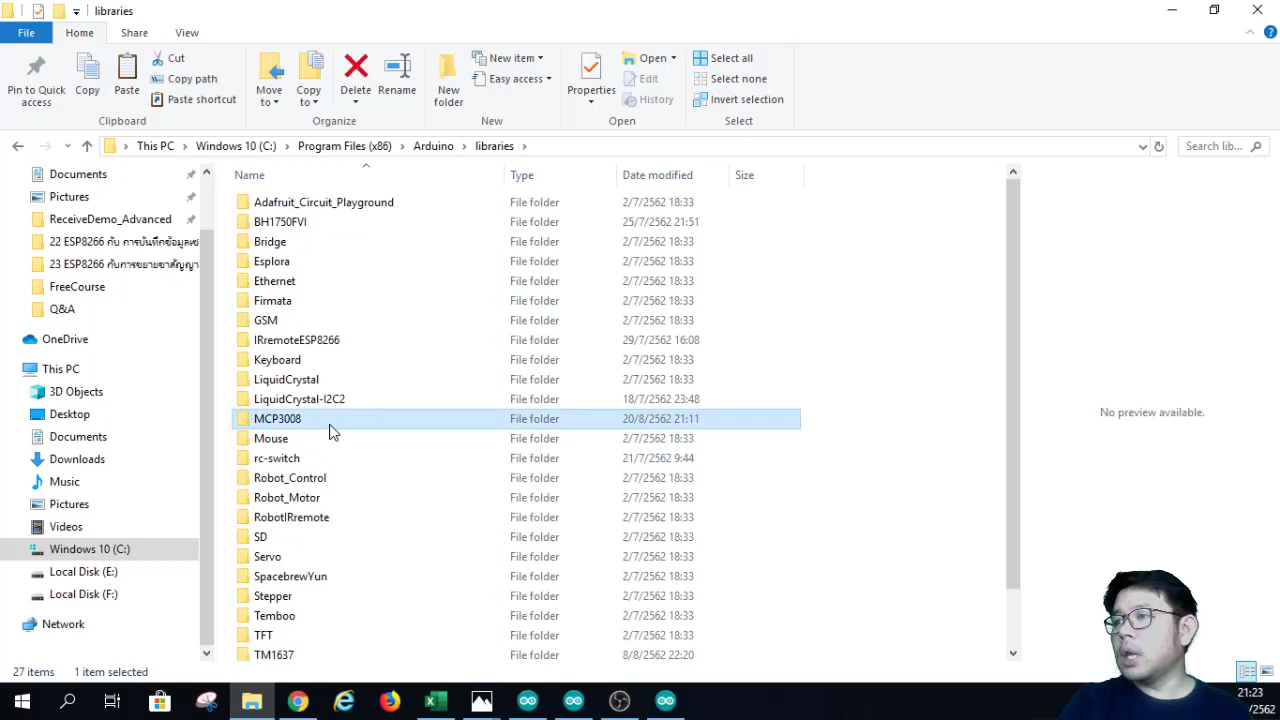 libraries
File
Home
Share
View
Pin to Quick access
Copy
Paste
Cut
Copy path
Paste shortcut
Clipboard
Move to
Copy to
Delete
Rename
Organize
New folder
New item
Easy access
New
Properties
Open
Edit
History
Open
Select all
Select none
Invert selection
Select
This PC
Windows 10 (C:)
Program Files (x86)
Arduino
libraries
Search lib...
Documents
Pictures
ReceiveDemo_Advanced
22 ESP8266 กับ การบันทึกข้อมูลเซ
23 ESP8266 กับการขยายขาสัญญา
FreeCourse
Q&A
OneDrive
This PC
3D Objects
Desktop
Documents
Downloads
Music
Pictures
Videos
Windows 10 (C:)
Local Disk (E:)
Local Disk (F:)
Network
Name Type Date modified Size
Adafruit_Circuit_Playground File folder 2/7/2562 18:33
BH1750FVI File folder 25/7/2562 21:51
Bridge File folder 2/7/2562 18:33
Esplora File folder 2/7/2562 18:33
Ethernet File folder 2/7/2562 18:33
Firmata File folder 2/7/2562 18:33
GSM File folder 2/7/2562 18:33
IRremoteESP8266 File folder 29/7/2562 16:08
Keyboard File folder 2/7/2562 18:33
LiquidCrystal File folder 2/7/2562 18:33
LiquidCrystal-I2C2 File folder 18/7/2562 23:48
MCP3008 File folder 20/8/2562 21:11
Mouse File folder 2/7/2562 18:33
rc-switch File folder 21/7/2562 9:44
Robot_Control File folder 2/7/2562 18:33
Robot_Motor File folder 2/7/2562 18:33
RobotIRremote File folder 2/7/2562 18:33
SD File folder 2/7/2562 18:33
Servo File folder 2/7/2562 18:33
SpacebrewYun File folder 2/7/2562 18:33
Stepper File folder 2/7/2562 18:33
Temboo File folder 2/7/2562 18:33
TFT File folder 2/7/2562 18:33
TM1637 File folder 8/8/2562 22:20
No preview available.
27 items 1 item selected
21:23
/2562